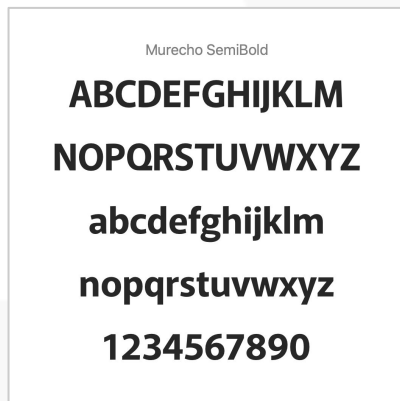 Murecho SemiBold
ABCDEFGHIJKLM
NOPQRSTUVWXYZ
abcdefghijklm
nopqrstuvwxyz
1234567890